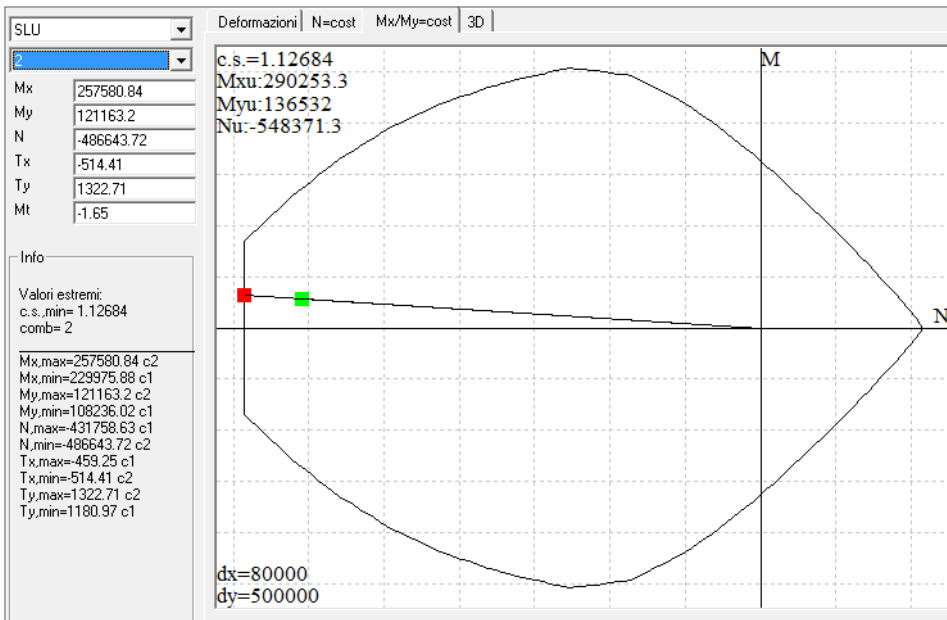 SLU
2
Mx 257580.84
My 121163.2
N -486643.72
Tx -514.41
Ty 1322.71
Mt -1.65
Info
Valori estremi:
c.s.,min= 1.12684
comb= 2
Mx,max=257580.84 c2
Mx,min=229975.88 c1
My,max=121163.2 c2
My,min=108236.02 c1
N,max=-431758.63 c1
N,min=-486643.72 c2
Tx,max=-459.25 c1
Tx,min=-514.41 c2
Ty,max=1322.71 c2
Ty,min=1180.97 c1
Deformazioni N=cost Mx/My=cost 3D
c.s.=1.12684
Mxu:290253.3
Myu:136532
Nu:-548371.3
M
N
dx=80000
dy=500000